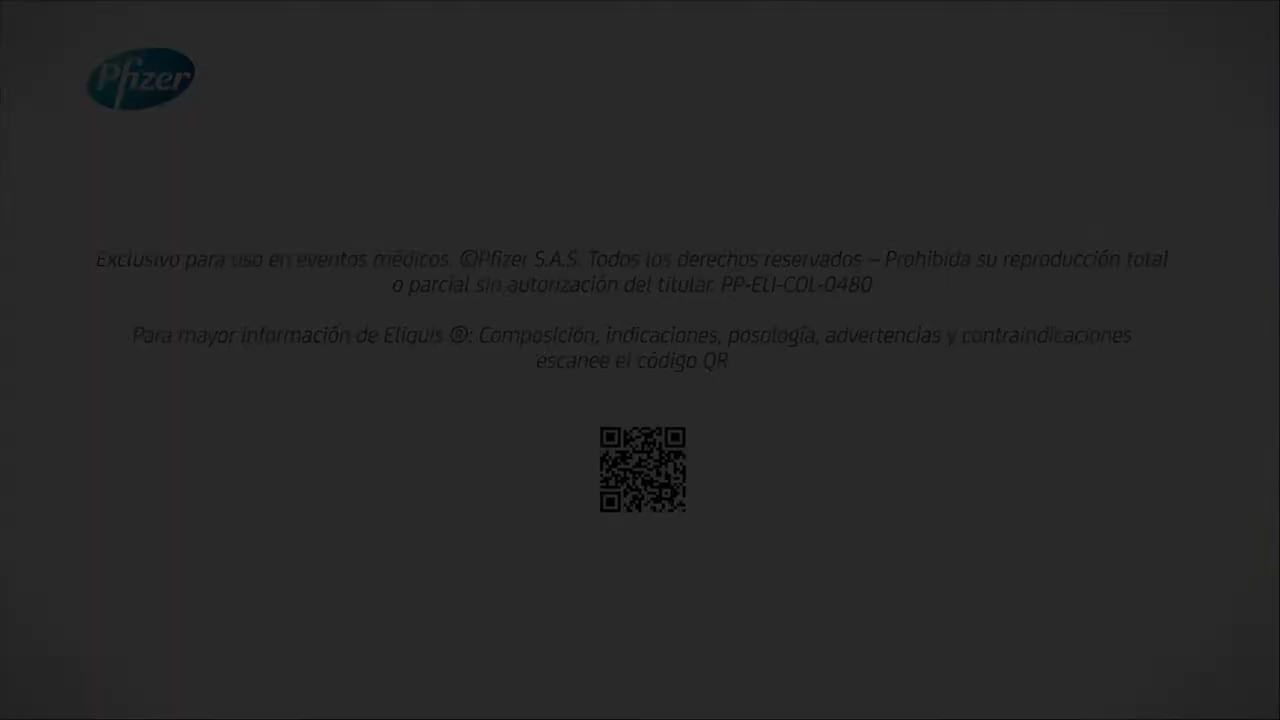 Pfizer
Exclusivo para uso en eventos médicos. ©Pfizer S.A.S. Todos los derechos reservados – Prohibida su reproducción total
o parcial sin autorización del titular. PP-ELI-COL-0480
Para mayor información de Eliquis ®: Composición, indicaciones, posología, advertencias y contraindicaciones
escanee el código QR